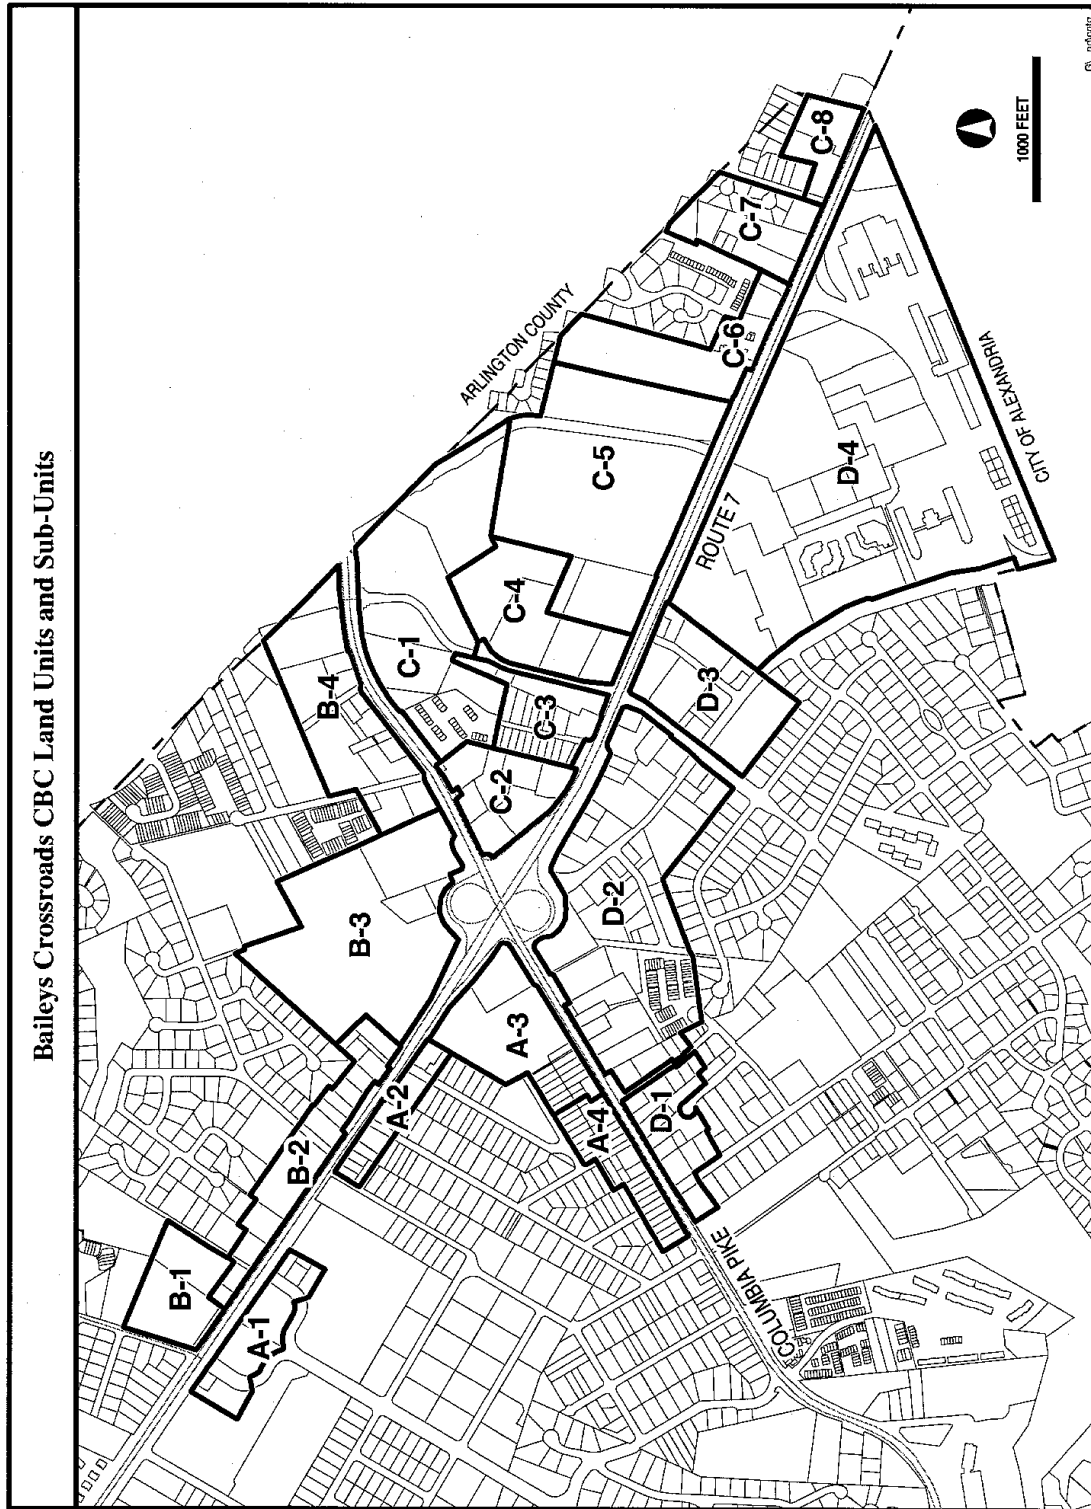 Baileys Crossroads CBC Land Units and Sub-Units
B-1
A-1
B-2
A-2
B-3
A-3
A-4
D-1
COLUMBIA PIKE
B-4
C-1
C-2
C-3
C-4
D-2
D-3
ARLINGTON COUNTY
C-5
ROUTE 7
D-4
C-6
C-7
C-8
CITY OF ALEXANDRIA
1000 FEET